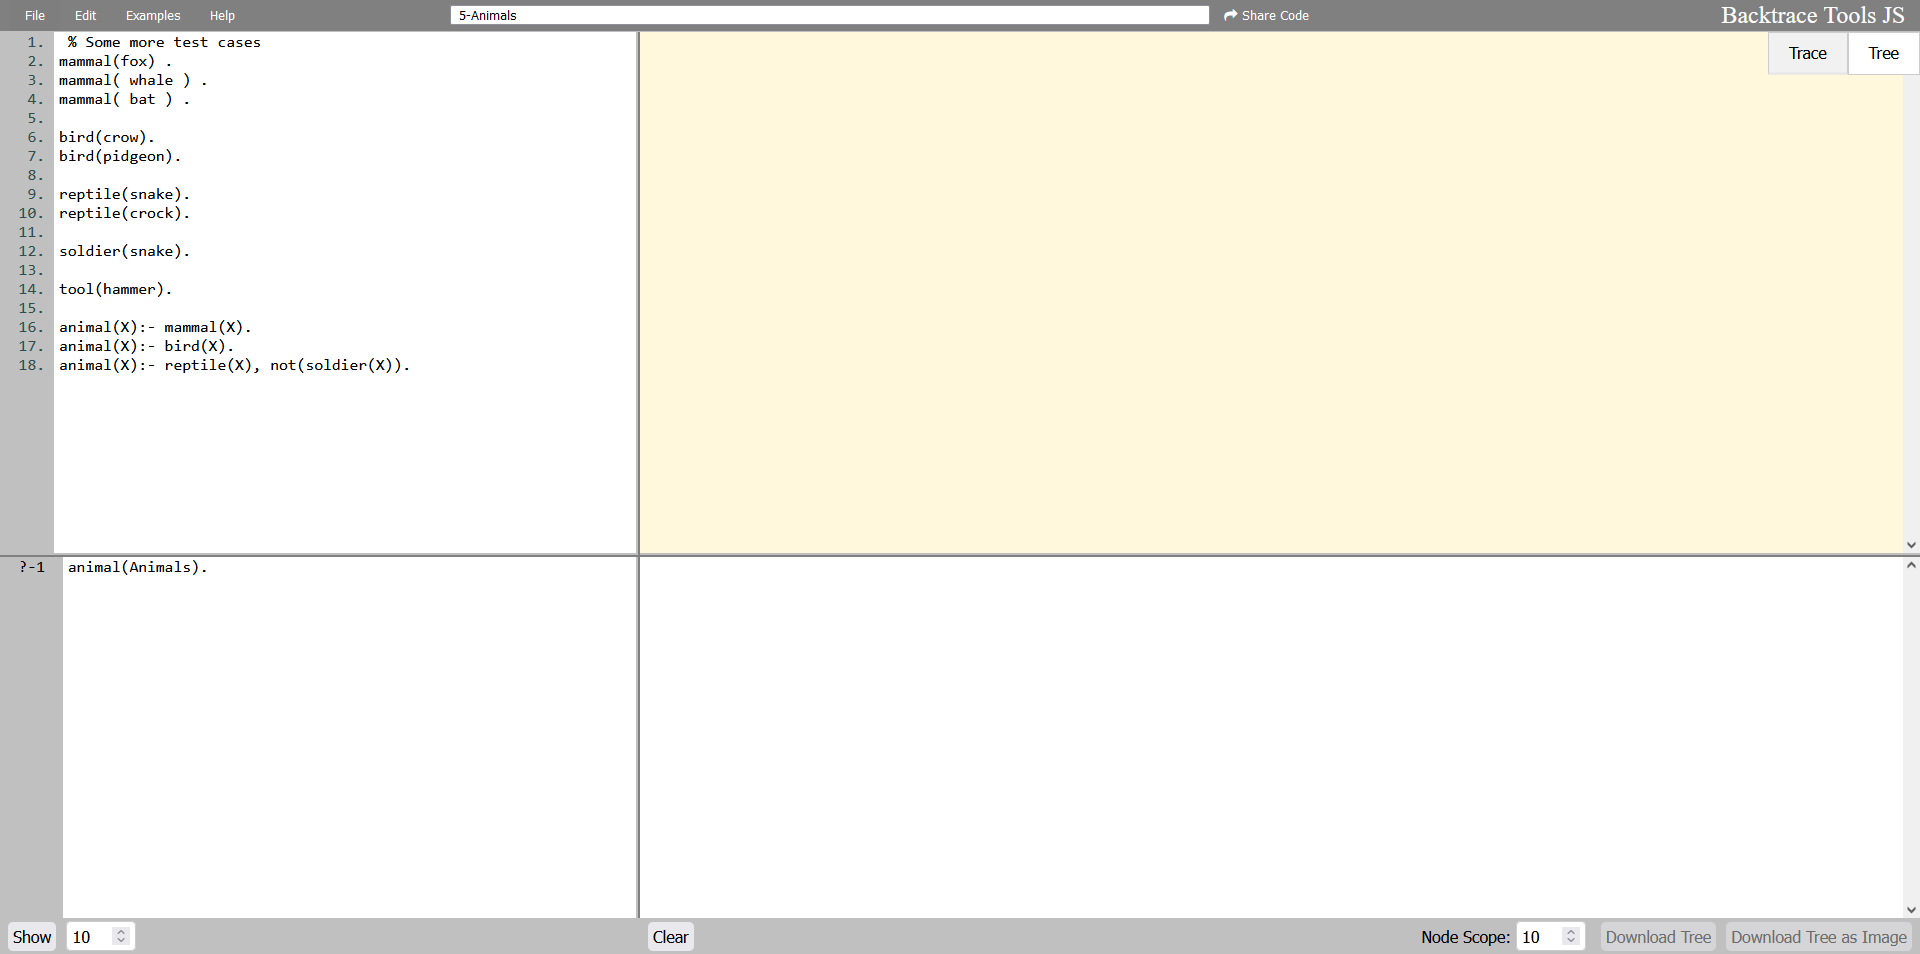 File Edit Examples Help 5-Animals Share Code Backtrace Tools JS
Trace Tree
1. % Some more test cases
2. mammal(fox) .
3. mammal( whale ) .
4. mammal( bat ) .
5.
6. bird(crow).
7. bird(pidgeon).
8.
9. reptile(snake).
10. reptile(crock).
11.
12. soldier(snake).
13.
14. tool(hammer).
15.
16. animal(X):- mammal(X).
17. animal(X):- bird(X).
18. animal(X):- reptile(X), not(soldier(X)).
?-1 animal(Animals).
Show 10 Clear Node Scope: 10 Download Tree Download Tree as Image